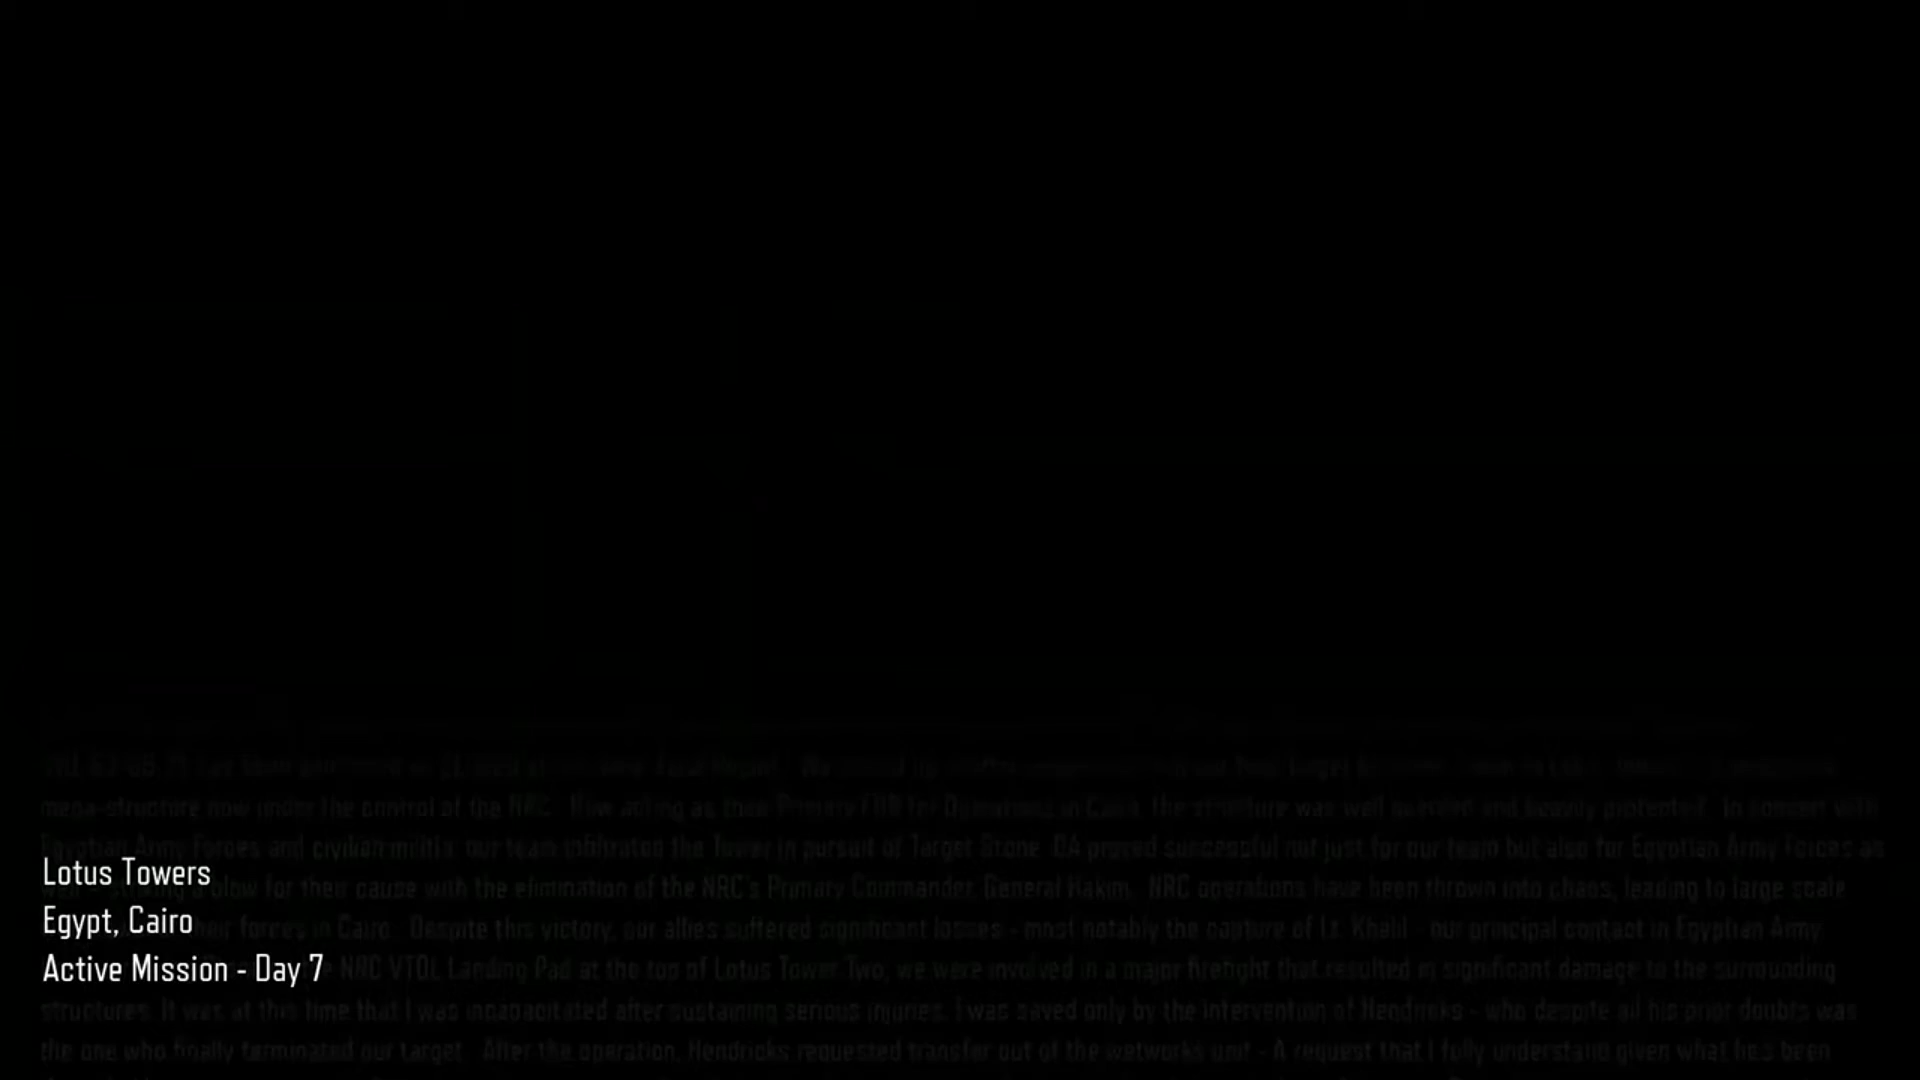 mega-structure now under the control of the NRC. Now acting as their Primary FOB for Operations in Cairo, the structure was well guarded and heavily protected. In concert with
Egyptian Army Forces and civilian militia, our team infiltrated the Tower in pursuit of Target Stone. OA proved successful not just for our team but also for Egyptian Army Forces as
Lotus Towers
blow for their cause with the elimination of the NRC's Primary Commander, General Hakim. NRC operations have been thrown into chaos, leading to large scale
Egypt, Cairo
their forces in Cairo. Despite this victory, our allies suffered significant losses - most notably the capture of Lt. Khalil - our principal contact in Egyptian Army
Active Mission - Day 7
NRC VTOL Landing Pad at the top of Lotus Tower Two, we were involved in a major firefight that resulted in significant damage to the surrounding
structures. It was at this time that I was incapacitated after sustaining serious injuries. I was saved only by the intervention of Hendricks - who despite all his prior doubts was
the one who finally terminated our target. After the operation, Hendricks requested transfer out of the wetworks unit - A request that I fully understand given what he's been